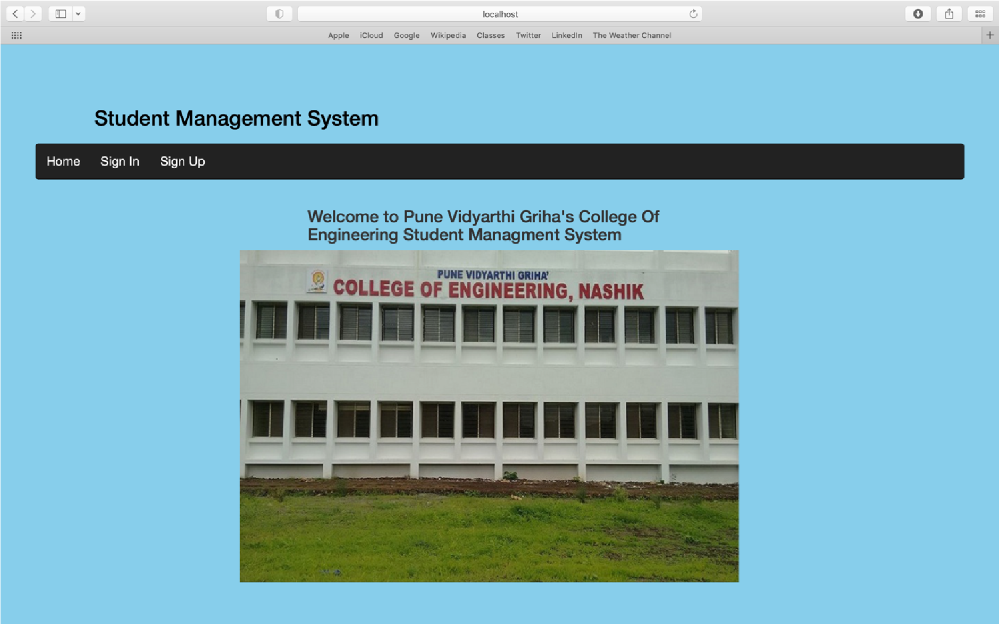 localhost
Apple iCloud Google Wikipedia Classes Twitter LinkedIn The Weather Channel
Student Management System
Home Sign In Sign Up
Welcome to Pune Vidyarthi Griha's College Of
Engineering Student Managment System
PUNE VIDYARTHI GRIHA'
COLLEGE OF ENGINEERING, NASHIK